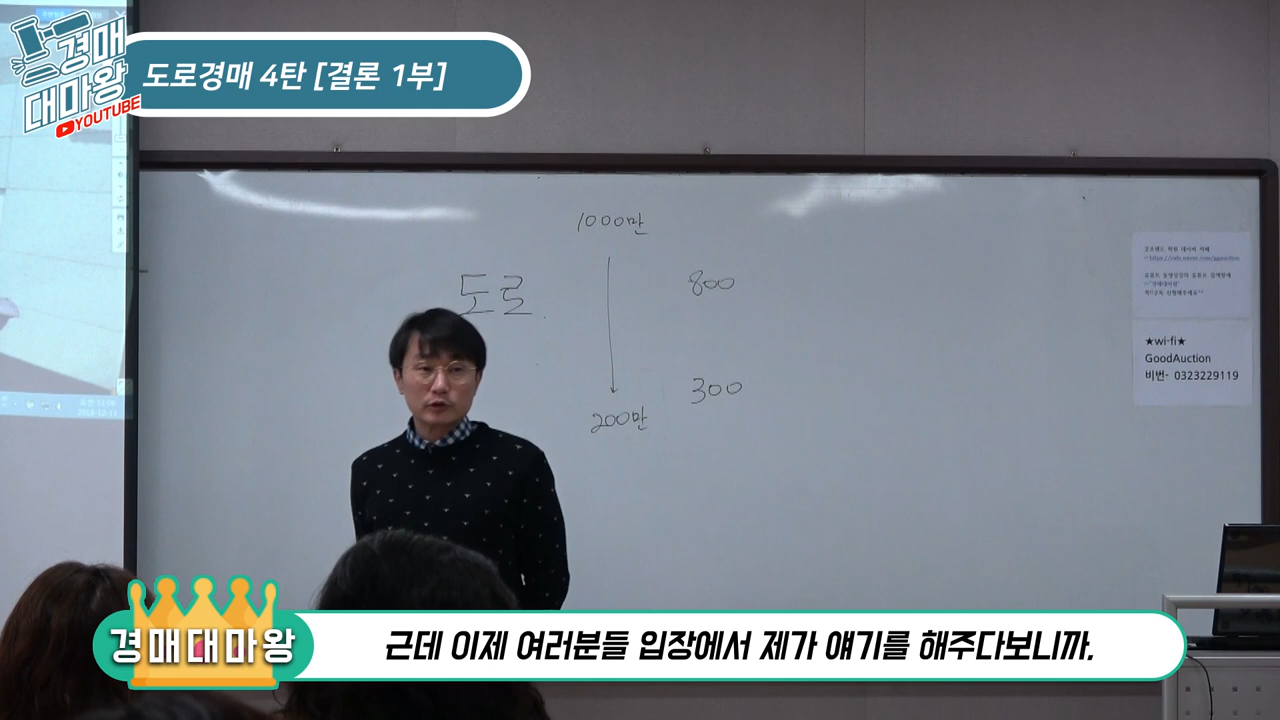 경매
대마왕
YOUTUBE
도로경매 4탄 [결론 1부]
1000만
도로
800
300
200만
★wi-fi★
GoodAuction
비번- 0323229119
2018-12-11
경매대마왕
근데 이제 여러분들 입장에서 제가 얘기를 해주다보니까.